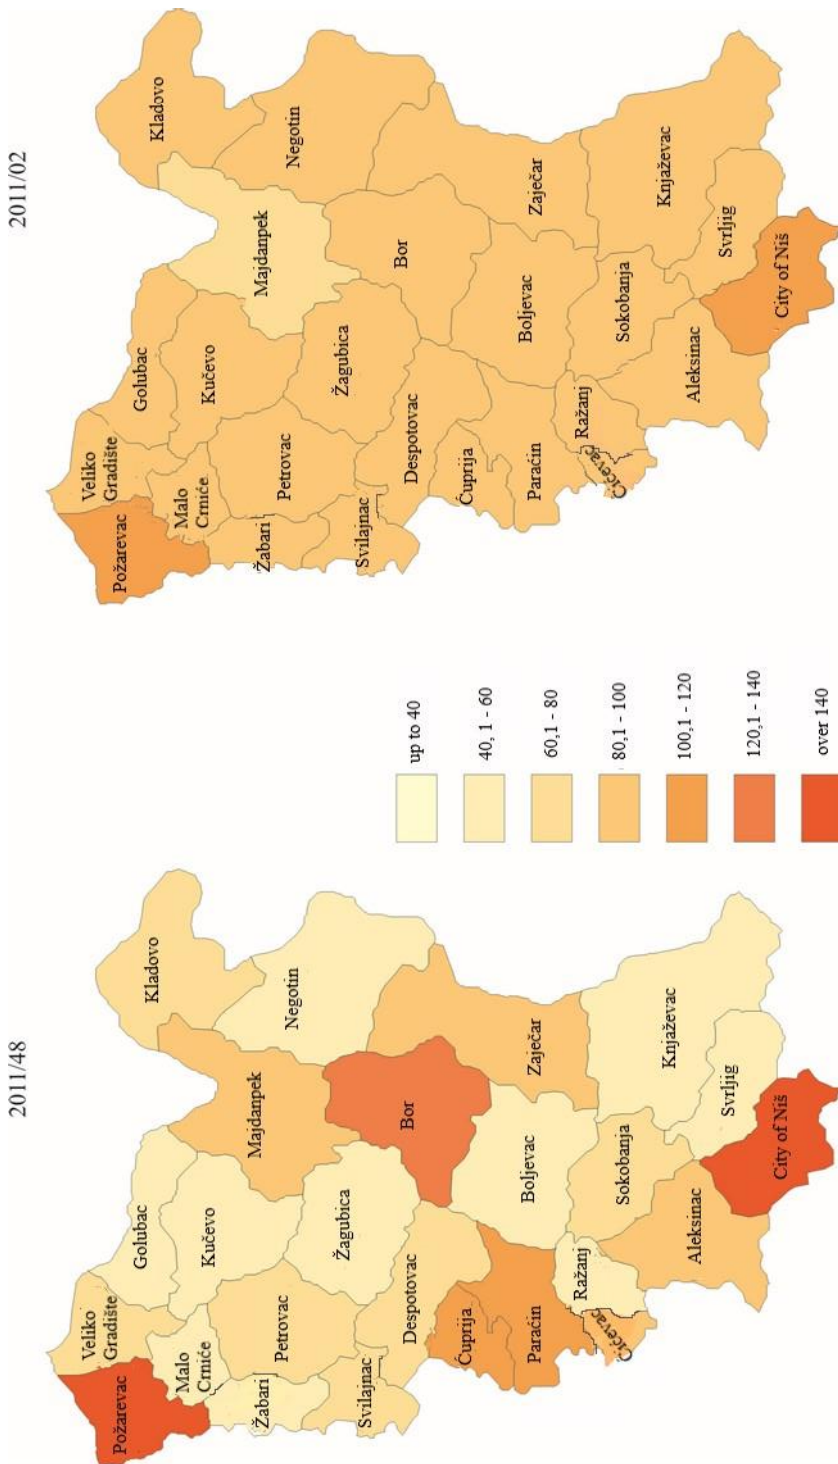 2011/02
Kladovo
Negotin
Majdanpek
Golubac
Kučevo
Veliko
Gradište
Požarevac
Malo
Crniće
Petrovac
Žabari
Žagubica
Bor
Svilajnac
Despotovac
Ćuprija
Paraćin
Boljevac
Zaječar
Ražanj
Ćićevac
Sokobanja
Knjaževac
Svrljig
Aleksinac
City of Niš
up to 40
40, 1 - 60
60,1 - 80
80,1 - 100
100,1 - 120
120,1 - 140
over 140
2011/48
Kladovo
Negotin
Majdanpek
Golubac
Kučevo
Veliko
Gradište
Požarevac
Malo
Crniće
Petrovac
Žabari
Žagubica
Bor
Svilajnac
Despotovac
Ćuprija
Paraćin
Boljevac
Zaječar
Ražanj
Ćićevac
Sokobanja
Knjaževac
Svrljig
Aleksinac
City of Niš